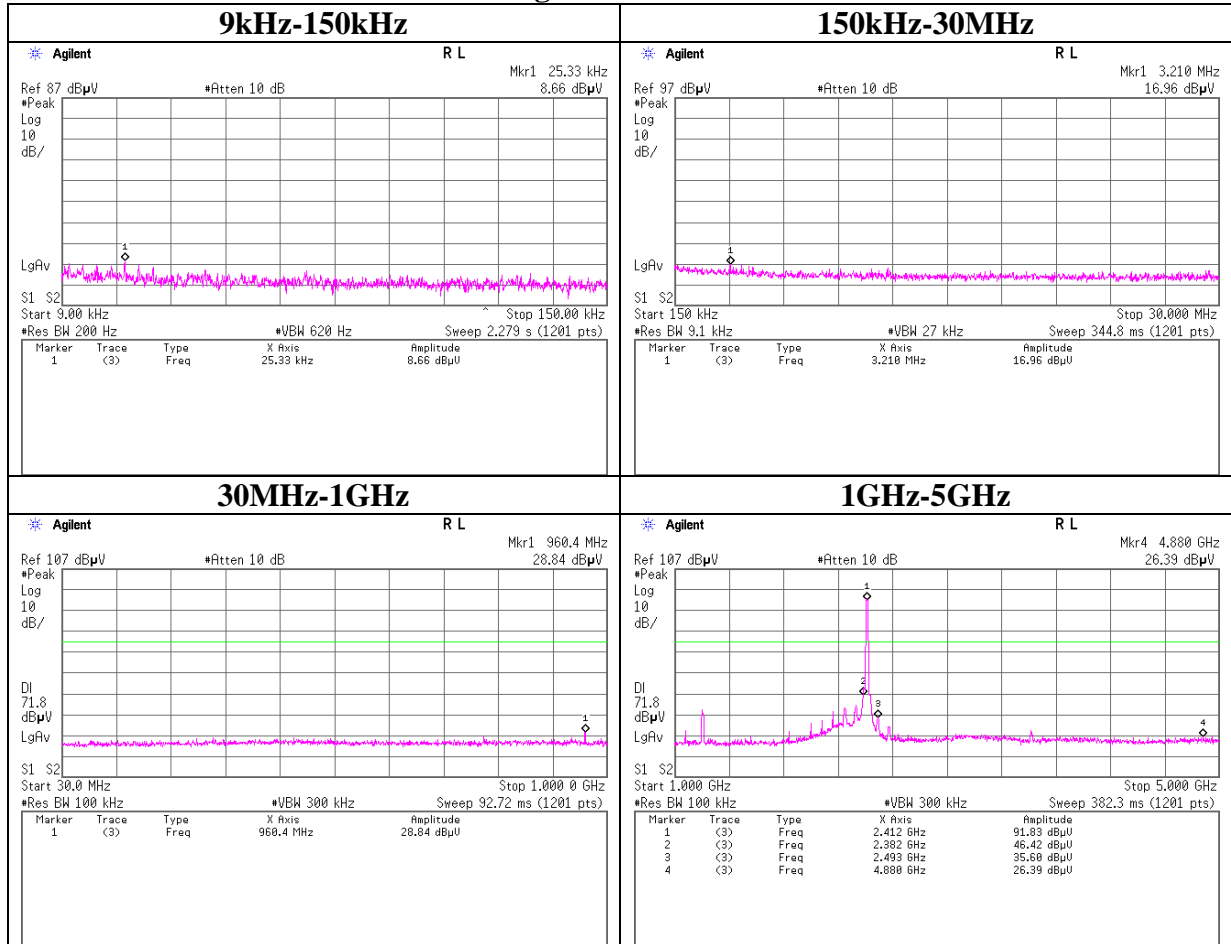 9kHz-150kHz
Agilent
R L
Mkr1 25.33 kHz
Ref 87 dBµV #Atten 10 dB 8.66 dBµV
#Peak
Log
10
dB/
1
LgAv
S1 S2
Start 9.00 kHz ^ Stop 150.00 kHz
#Res BW 200 Hz #VBW 620 Hz Sweep 2.279 s (1201 pts)
Marker Trace Type X Axis Amplitude
1 (3) Freq 25.33 kHz 8.66 dBµV
150kHz-30MHz
Agilent
R L
Mkr1 3.210 MHz
Ref 97 dBµV #Atten 10 dB 16.96 dBµV
#Peak
Log
10
dB/
1
LgAv
S1 S2
Start 150 kHz Stop 30.000 MHz
#Res BW 9.1 kHz #VBW 27 kHz Sweep 344.8 ms (1201 pts)
Marker Trace Type X Axis Amplitude
1 (3) Freq 3.210 MHz 16.96 dBµV
30MHz-1GHz
Agilent
R L
Mkr1 960.4 MHz
Ref 107 dBµV #Atten 10 dB 28.84 dBµV
#Peak
Log
10
dB/
DI
71.8
dBµV
1
LgAv
S1 S2
Start 30.0 MHz Stop 1.000 0 GHz
#Res BW 100 kHz #VBW 300 kHz Sweep 92.72 ms (1201 pts)
Marker Trace Type X Axis Amplitude
1 (3) Freq 960.4 MHz 28.84 dBµV
1GHz-5GHz
Agilent
R L
Mkr4 4.880 GHz
Ref 107 dBµV #Atten 10 dB 26.39 dBµV
#Peak
1
Log
10
dB/
2
DI
71.8
3
dBµV
4
LgAv
S1 S2
Start 1.000 GHz Stop 5.000 GHz
#Res BW 100 kHz #VBW 300 kHz Sweep 382.3 ms (1201 pts)
Marker Trace Type X Axis Amplitude
1 (3) Freq 2.412 GHz 91.83 dBµV
2 (3) Freq 2.382 GHz 46.42 dBµV
3 (3) Freq 2.493 GHz 35.60 dBµV
4 (3) Freq 4.880 GHz 26.39 dBµV